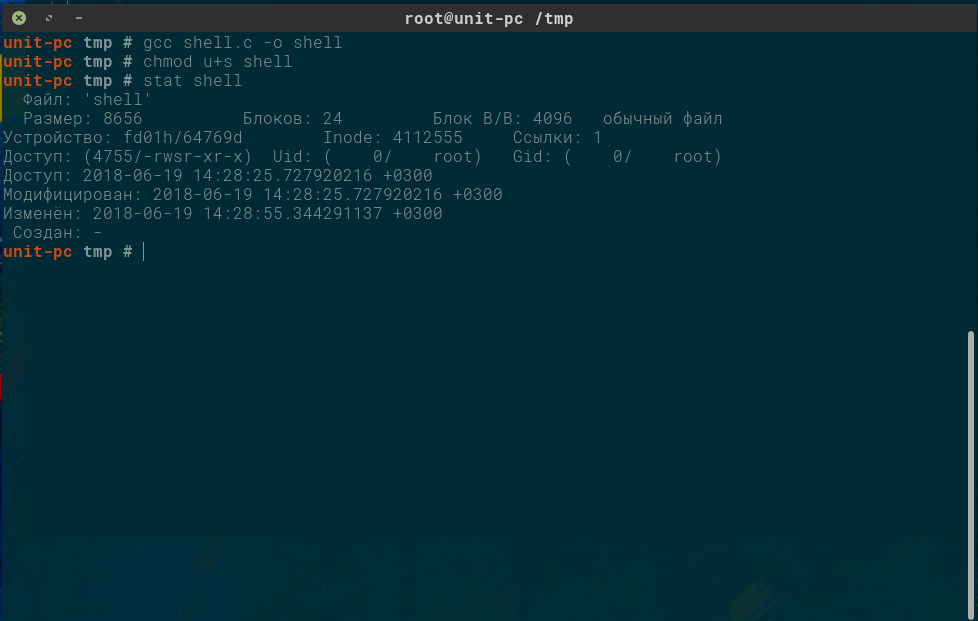 root@unit-pc /tmp
unit-pc tmp # gcc shell.c -o shell
unit-pc tmp # chmod u+s shell
unit-pc tmp # stat shell
Файл: 'shell'
Размер: 8656 Блоков: 24 Блок В/В: 4096 обычный файл
Устройство: fd01h/64769d Inode: 4112555 Ссылки: 1
Доступ: (4755/-rwsr-xr-x) Uid: ( 0/ root) Gid: ( 0/ root)
Доступ: 2018-06-19 14:28:25.727920216 +0300
Модифицирован: 2018-06-19 14:28:25.727920216 +0300
Изменён: 2018-06-19 14:28:55.344291137 +0300
Создан: -
unit-pc tmp #